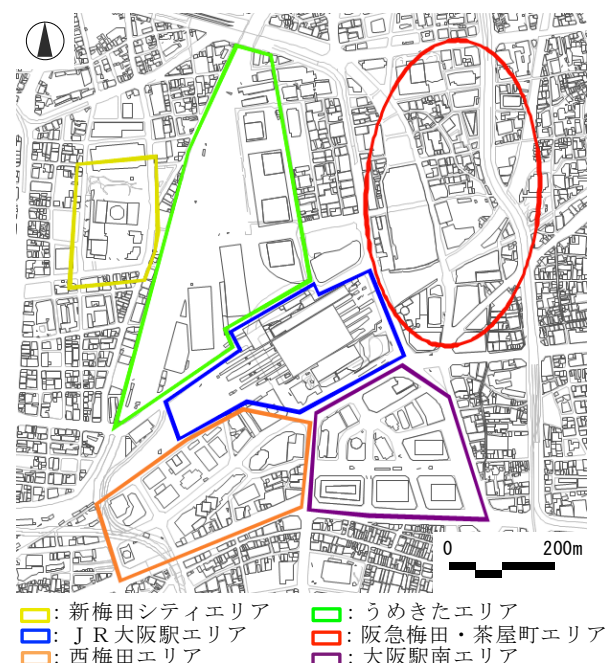 0 200m
：新梅田シティエリア ：うめきたエリア
：ＪＲ大阪駅エリア ：阪急梅田・茶屋町エリア
：西梅田エリア ：大阪駅南エリア